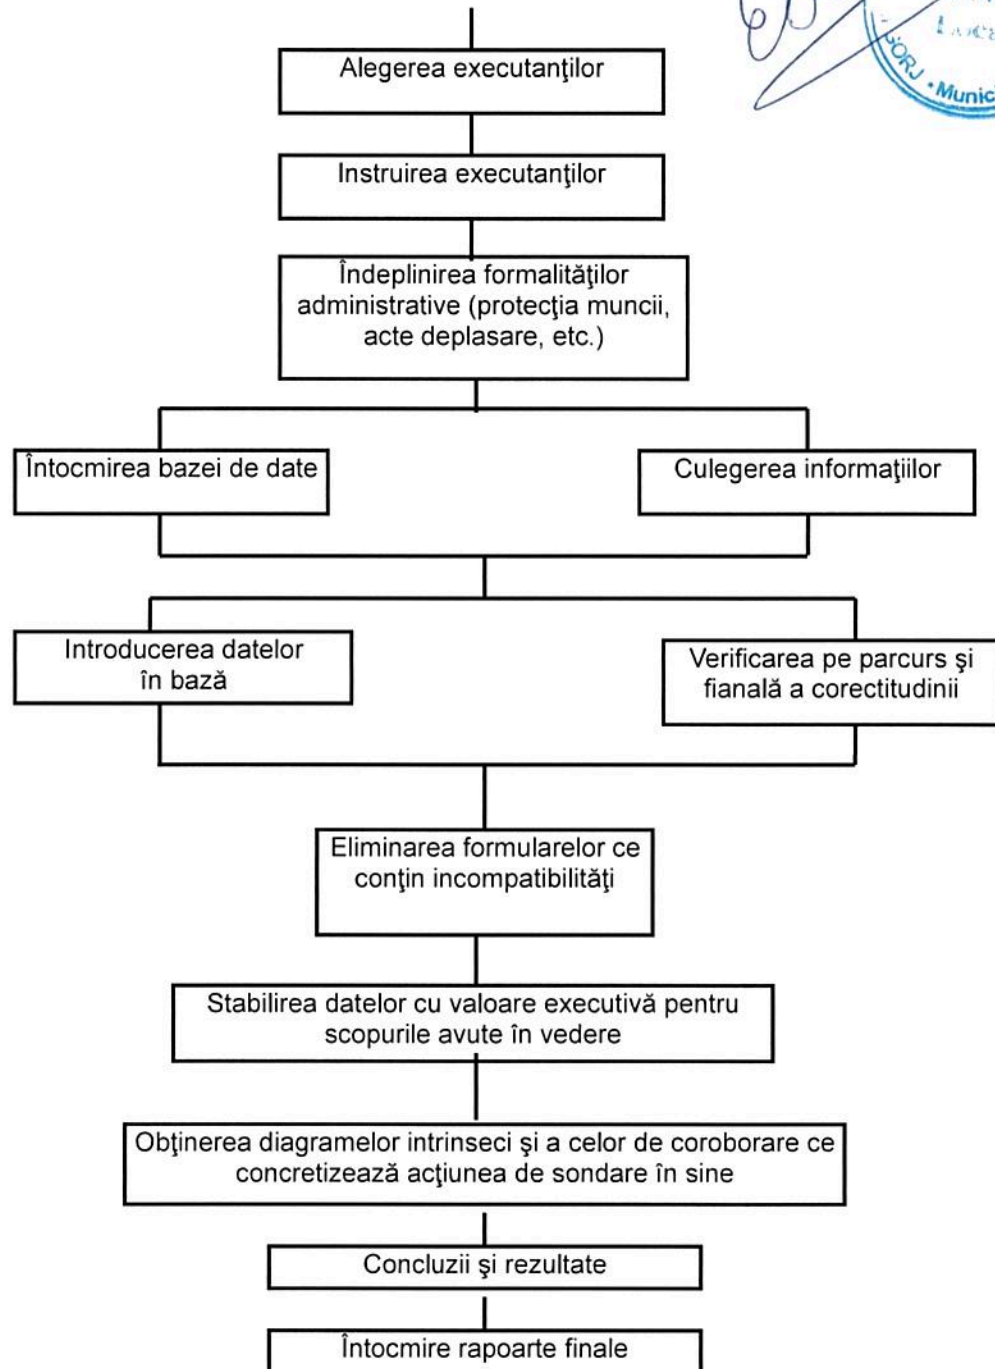 Loca
GORJ • Munic
Alegerea executanţilor
Instruirea executanţilor
Îndeplinirea formalităţilor
administrative (protecţia muncii,
acte deplasare, etc.)
Întocmirea bazei de date
Culegerea informaţiilor
Introducerea datelor
în bază
Verificarea pe parcurs şi
fianală a corectitudinii
Eliminarea formularelor ce
conţin incompatibilităţi
Stabilirea datelor cu valoare executivă pentru
scopurile avute în vedere
Obţinerea diagramelor intrinseci şi a celor de coroborare ce
concretizează acţiunea de sondare în sine
Concluzii şi rezultate
Întocmire rapoarte finale